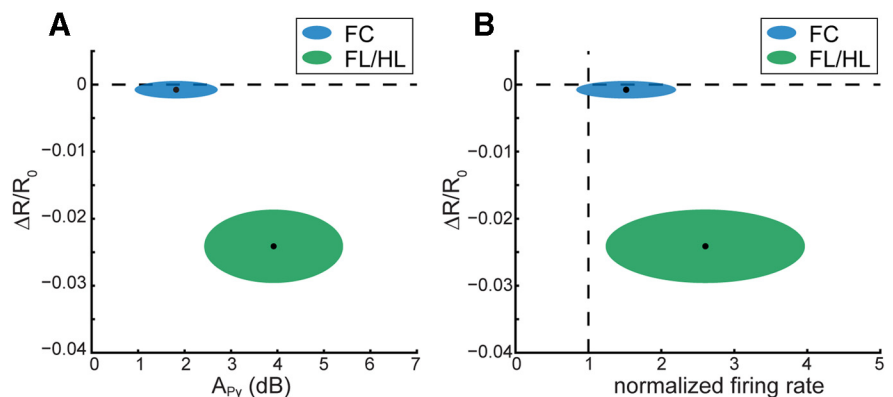 A
FC
FL/HL
0
−0.01
−0.02
−0.03
−0.04
ΔR/R0
0 1 2 3 4 5 6 7
APγ (dB)
B
FC
FL/HL
0
−0.01
−0.02
−0.03
−0.04
ΔR/R0
0 1 2 3 4 5
normalized firing rate